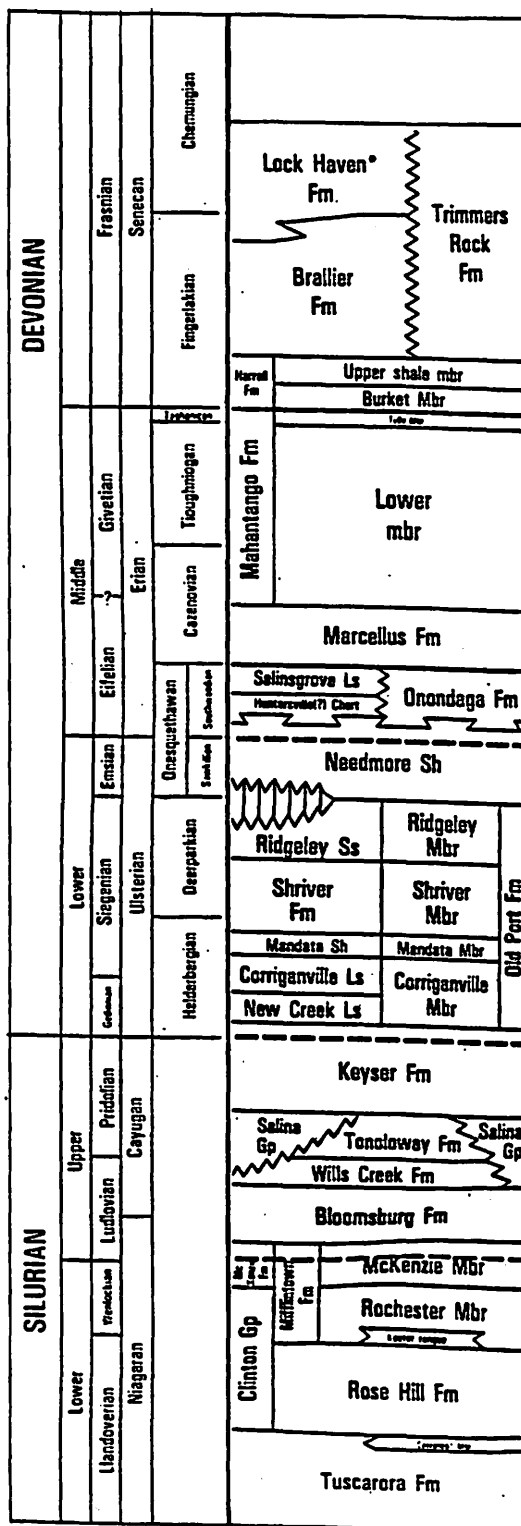 DEVONIAN
SILURIAN
Middle
Lower
Upper
Lower
Frasnian
Givetian
?
Eifelian
Emsian
Siegenian
Pridolian
Ludlovian
Wenlockian
Llandoverian
Senecan
Erian
Ulsterian
Cayugan
Niagaran
Chemungian
Fingerlakian
Tioughniogan
Cazenovian
Onesquethawan
Deerparkian
Helderbergian
Lock Haven*
Fm.
Trimmers
Rock
Fm
Brallier
Fm
Harrell
Fm
Upper shale mbr
Burket Mbr
Mahantango Fm
Lower
mbr
Marcellus Fm
Selinsgrove Ls
Huntersville(?) Chert
Onondaga Fm
Needmore Sh
Ridgeley Ss
Ridgeley
Mbr
Shriver
Fm
Shriver
Mbr
Mandata Sh
Mandata Mbr
Corriganville Ls
Corriganville
Mbr
New Creek Ls
Old Port Fm
Keyser Fm
Salina
Gp
Tonoloway Fm
Salina
Gp
Wills Creek Fm
Bloomsburg Fm
Mifflintown
Fm
McKenzie Mbr
Rochester Mbr
Clinton Gp
Rose Hill Fm
Tuscarora Fm